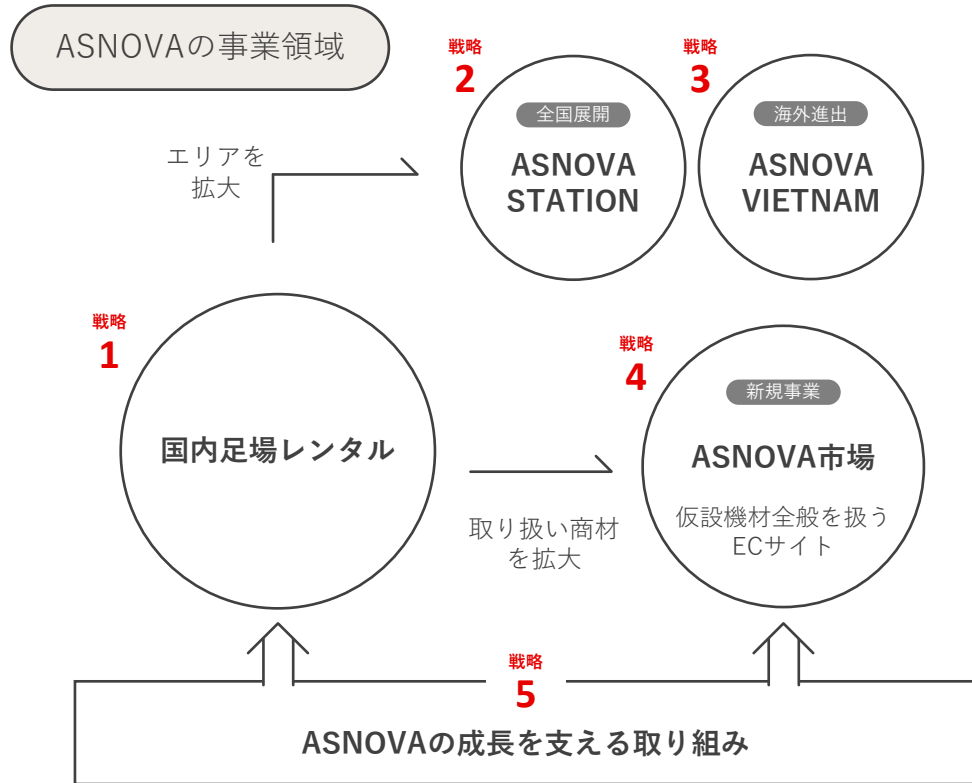 ASNOVAの事業領域
戦略
2
全国展開
ASNOVA
STATION
戦略
3
海外進出
ASNOVA
VIETNAM
エリアを
拡大
戦略
1
国内足場レンタル
戦略
4
新規事業
ASNOVA市場
仮設機材全般を扱う
ECサイト
取り扱い商材
を拡大
戦略
5
ASNOVAの成長を支える取り組み